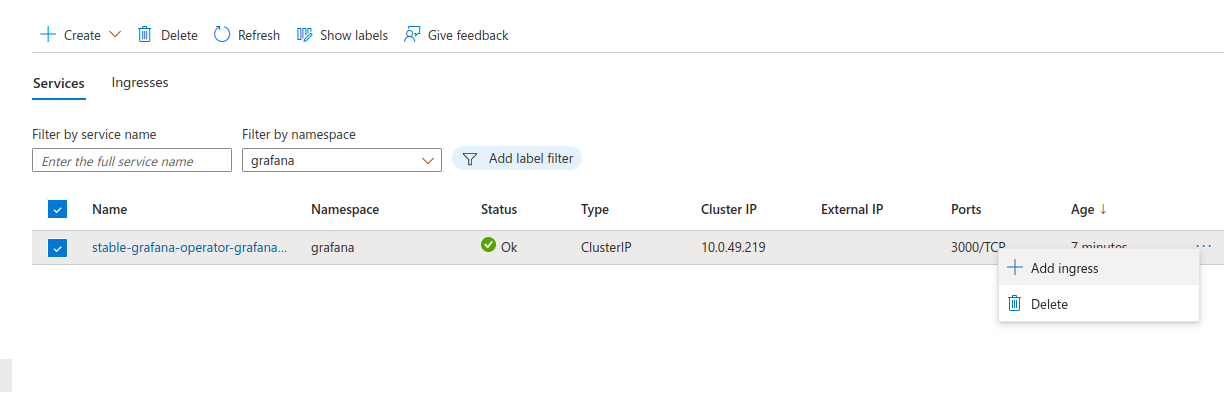 Create Delete Refresh Show labels Give feedback
Services Ingresses
Filter by service name Filter by namespace
Enter the full service name grafana Add label filter
Name Namespace Status Type Cluster IP External IP Ports Age ↓
stable-grafana-operator-grafana... grafana Ok ClusterIP 10.0.49.219 3000/TCP 7 minutes ...
Add ingress
Delete